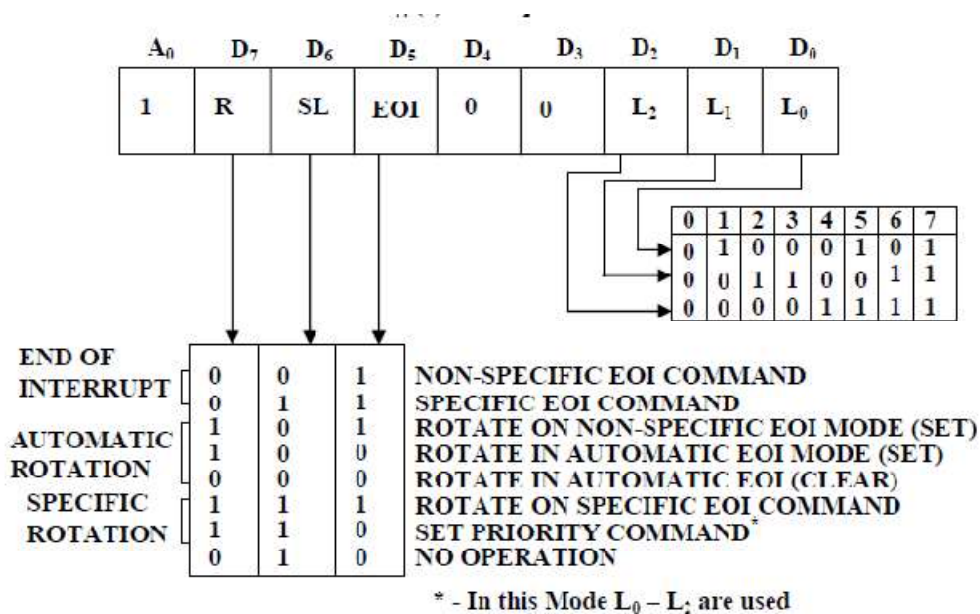 A₀ D₇ D₆ D₅ D₄ D₃ D₂ D₁ D₀
1 R SL EOI 0 0 L₂ L₁ L₀
0 1 2 3 4 5 6 7
0 1 0 0 0 1 0 1
0 0 1 1 0 0 1 1
0 0 0 0 1 1 1 1
END OF
INTERRUPT
AUTOMATIC
ROTATION
SPECIFIC
ROTATION
0 0 1 NON-SPECIFIC EOI COMMAND
0 1 1 SPECIFIC EOI COMMAND
1 0 1 ROTATE ON NON-SPECIFIC EOI MODE (SET)
1 0 0 ROTATE IN AUTOMATIC EOI MODE (SET)
0 0 0 ROTATE IN AUTOMATIC EOI (CLEAR)
1 1 1 ROTATE ON SPECIFIC EOI COMMAND
1 1 0 SET PRIORITY COMMAND*
0 1 0 NO OPERATION
* - In this Mode L₀ – L₂ are used